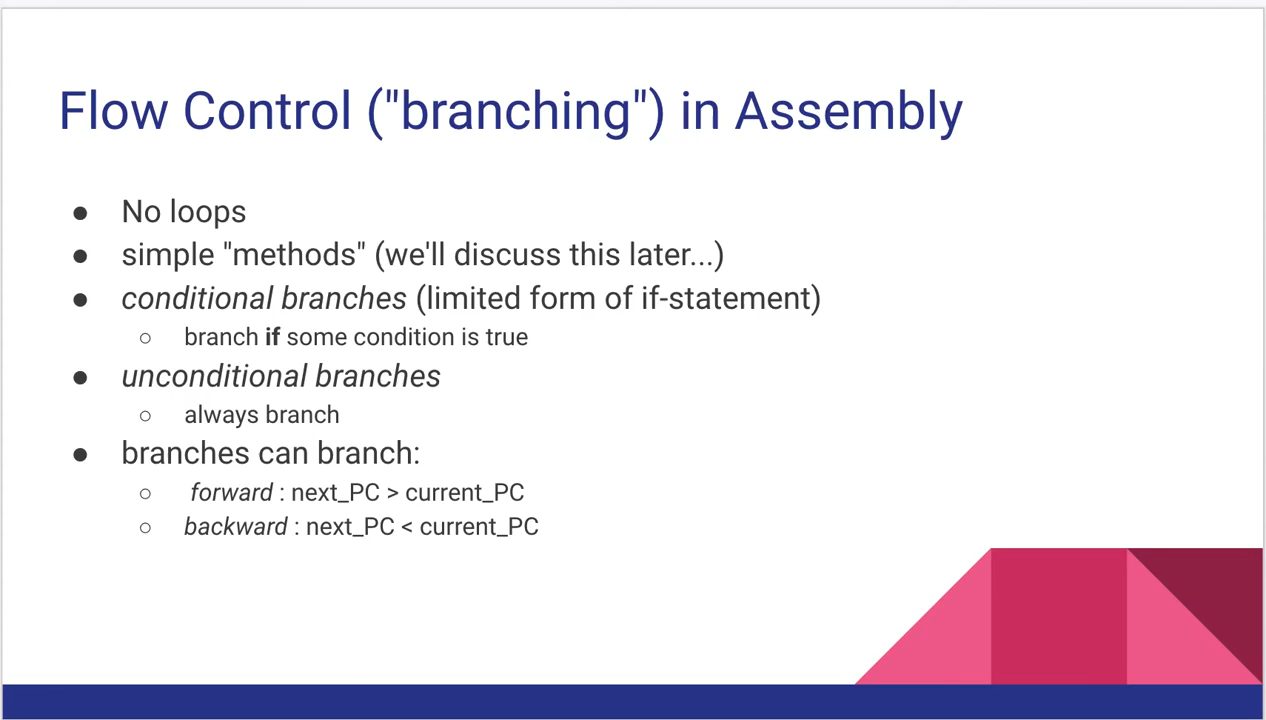 Flow Control ("branching") in Assembly
● No loops
● simple "methods" (we'll discuss this later...)
● conditional branches (limited form of if-statement)
○ branch if some condition is true
● unconditional branches
○ always branch
● branches can branch:
○ forward : next_PC > current_PC
○ backward : next_PC < current_PC